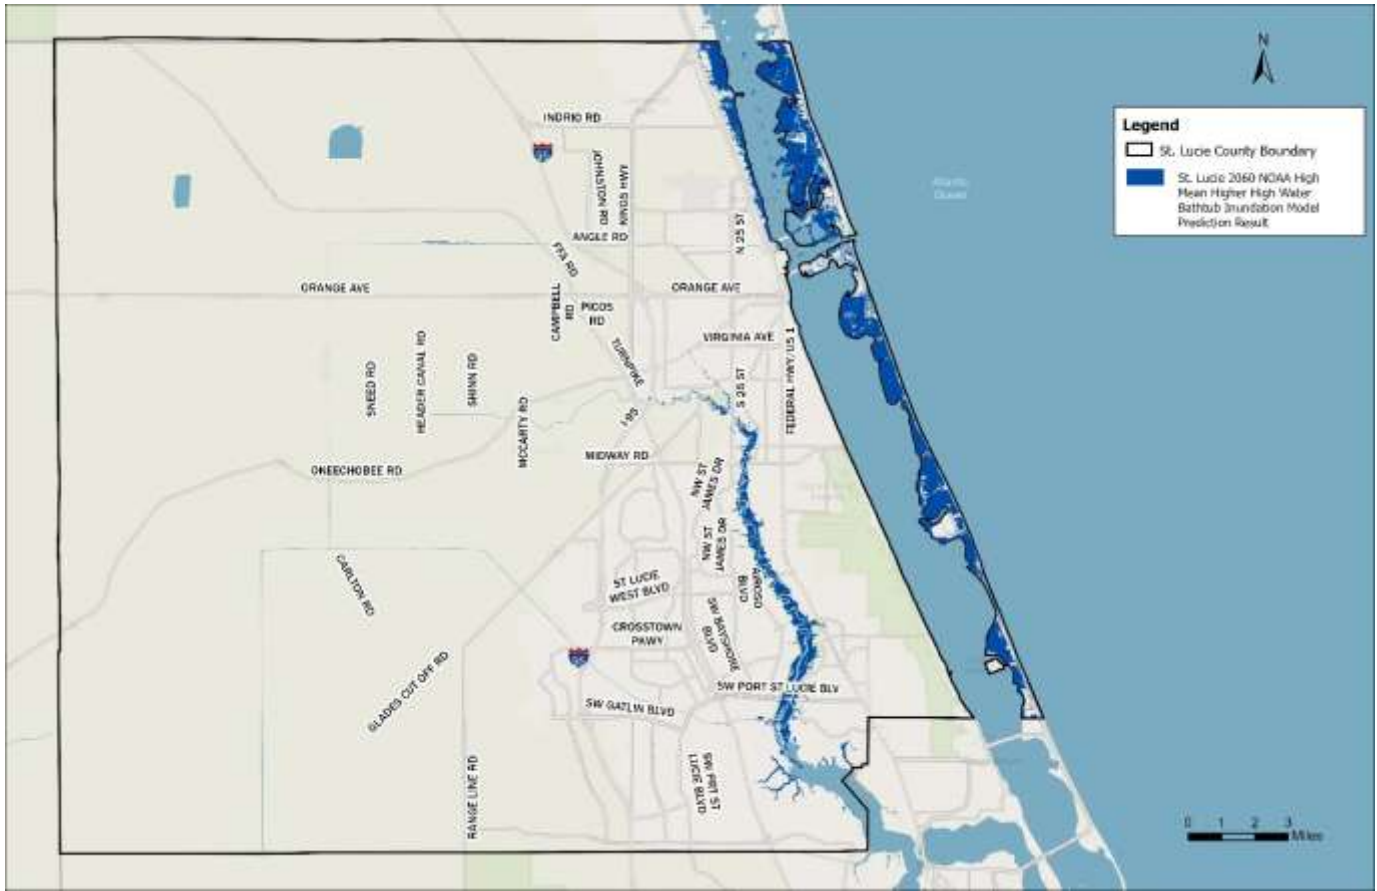 N
Legend
St. Lucie County Boundary
St. Lucie 2060 NOAA High
Mean Higher High Water
Bathtub Inundation Model
Prediction Result
Atlantic
Ocean
INDRIO RD
JOHNSTON RD
KINGS HWY
N 25 ST
ANGLE RD
FFA RD
ORANGE AVE
ORANGE AVE
CAMPBELL
RD
PICOS
RD
VIRGINIA AVE
TURNPIKE
FEDERAL HWY/US 1
SNEED RD
HEADER CANAL RD
SHINN RD
S 25 ST
MCCARTY RD
I-95
MIDWAY RD
OKEECHOBEE RD
NW ST
JAMES DR
NW ST
JAMES DR
AIROSO
BLVD
CARLTON RD
ST LUCIE
WEST BLVD
SW BAYSHORE
BLVD
CROSSTOWN
PKWY
GLADES CUT OFF RD
SW PORT ST LUCIE BLV
SW GATLIN BLVD
SW PRT ST
LUCIE BLVD
RANGE LINE RD
0 1 2 3
Miles